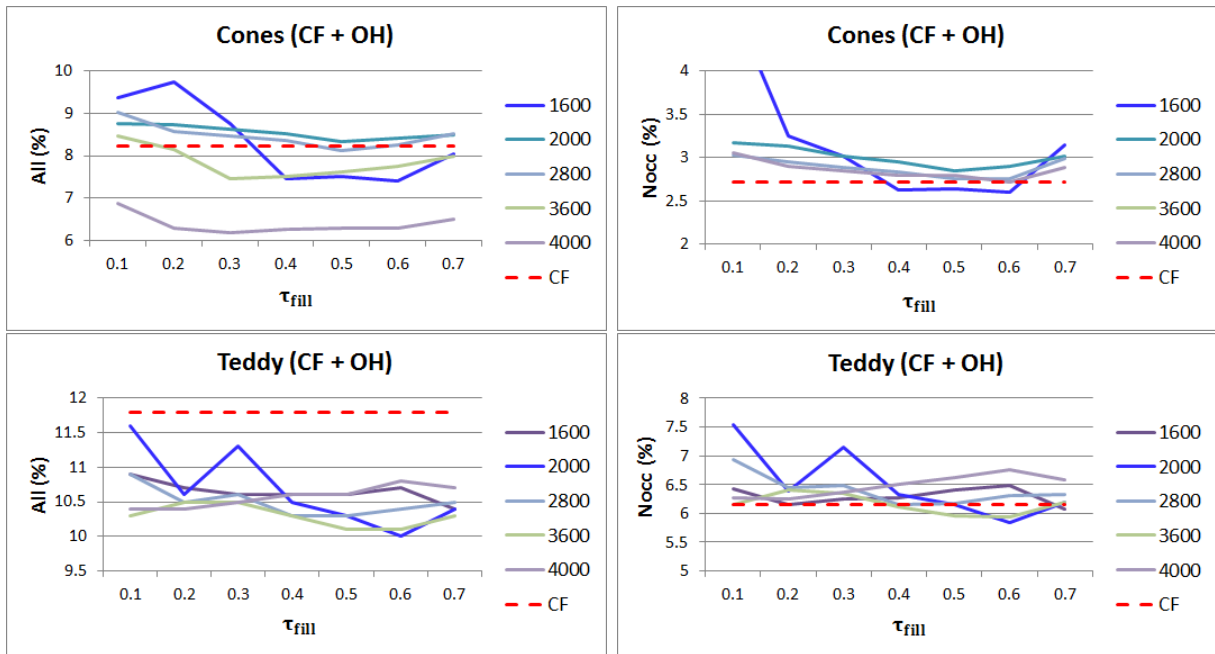 Cones (CF + OH)
10
9
8
7
6
All (%)
0.1 0.2 0.3 0.4 0.5 0.6 0.7
τfill
1600
2000
2800
3600
4000
CF
Cones (CF + OH)
4
3.5
3
2.5
2
Nocc (%)
0.1 0.2 0.3 0.4 0.5 0.6 0.7
τfill
1600
2000
2800
3600
4000
CF
Teddy (CF + OH)
12
11.5
11
10.5
10
9.5
All (%)
0.1 0.2 0.3 0.4 0.5 0.6 0.7
τfill
1600
2000
2800
3600
4000
CF
Teddy (CF + OH)
8
7.5
7
6.5
6
5.5
5
Nocc (%)
0.1 0.2 0.3 0.4 0.5 0.6 0.7
τfill
1600
2000
2800
3600
4000
CF